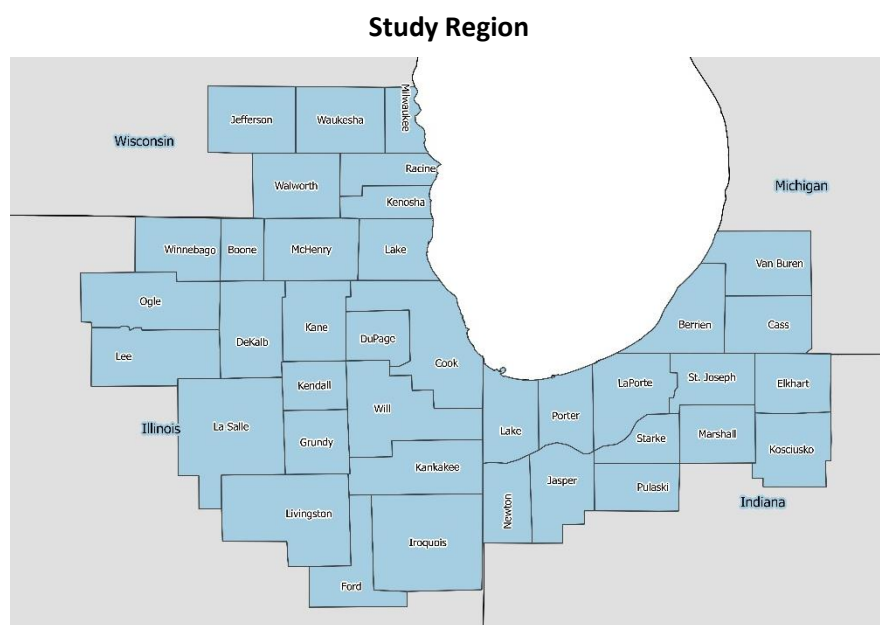 Study Region
Milwaukee
Jefferson
Waukesha
Wisconsin
Racine
Walworth
Michigan
Kenosha
Winnebago
Boone
McHenry
Lake
Van Buren
Ogle
Kane
Berrien
Cass
DuPage
DeKalb
Lee
Cook
Kendall
LaPorte
St. Joseph
Elkhart
Will
Porter
La Salle
Illinois
Lake
Marshall
Starke
Grundy
Kosciusko
Kankakee
Jasper
Pulaski
Newton
Indiana
Livingston
Iroquois
Ford